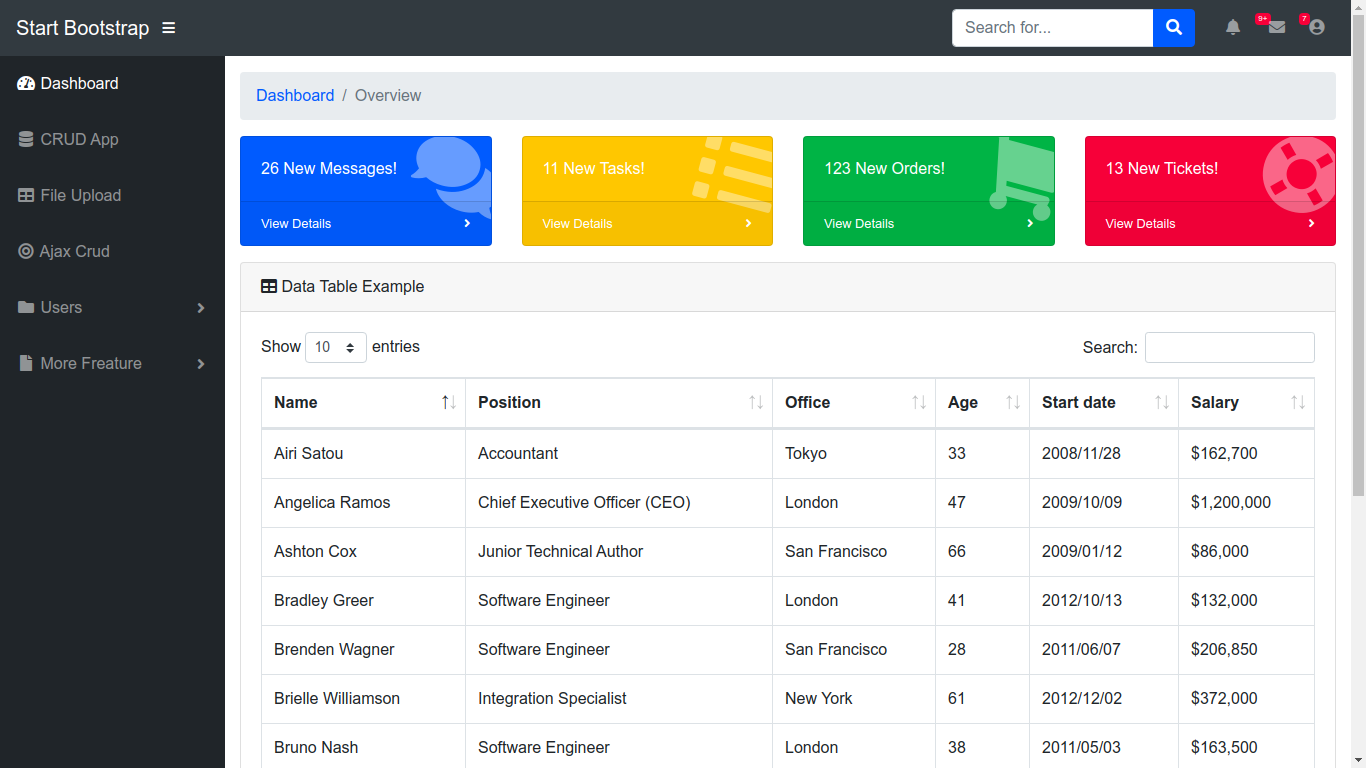 Start Bootstrap
Search for...
9+
7
Dashboard
CRUD App
File Upload
Ajax Crud
Users
More Freature
Dashboard / Overview
26 New Messages!
View Details
11 New Tasks!
View Details
123 New Orders!
View Details
13 New Tickets!
View Details
Data Table Example
Show 10 entries
Search:
Name Position Office Age Start date Salary
Airi Satou Accountant Tokyo 33 2008/11/28 $162,700
Angelica Ramos Chief Executive Officer (CEO) London 47 2009/10/09 $1,200,000
Ashton Cox Junior Technical Author San Francisco 66 2009/01/12 $86,000
Bradley Greer Software Engineer London 41 2012/10/13 $132,000
Brenden Wagner Software Engineer San Francisco 28 2011/06/07 $206,850
Brielle Williamson Integration Specialist New York 61 2012/12/02 $372,000
Bruno Nash Software Engineer London 38 2011/05/03 $163,500